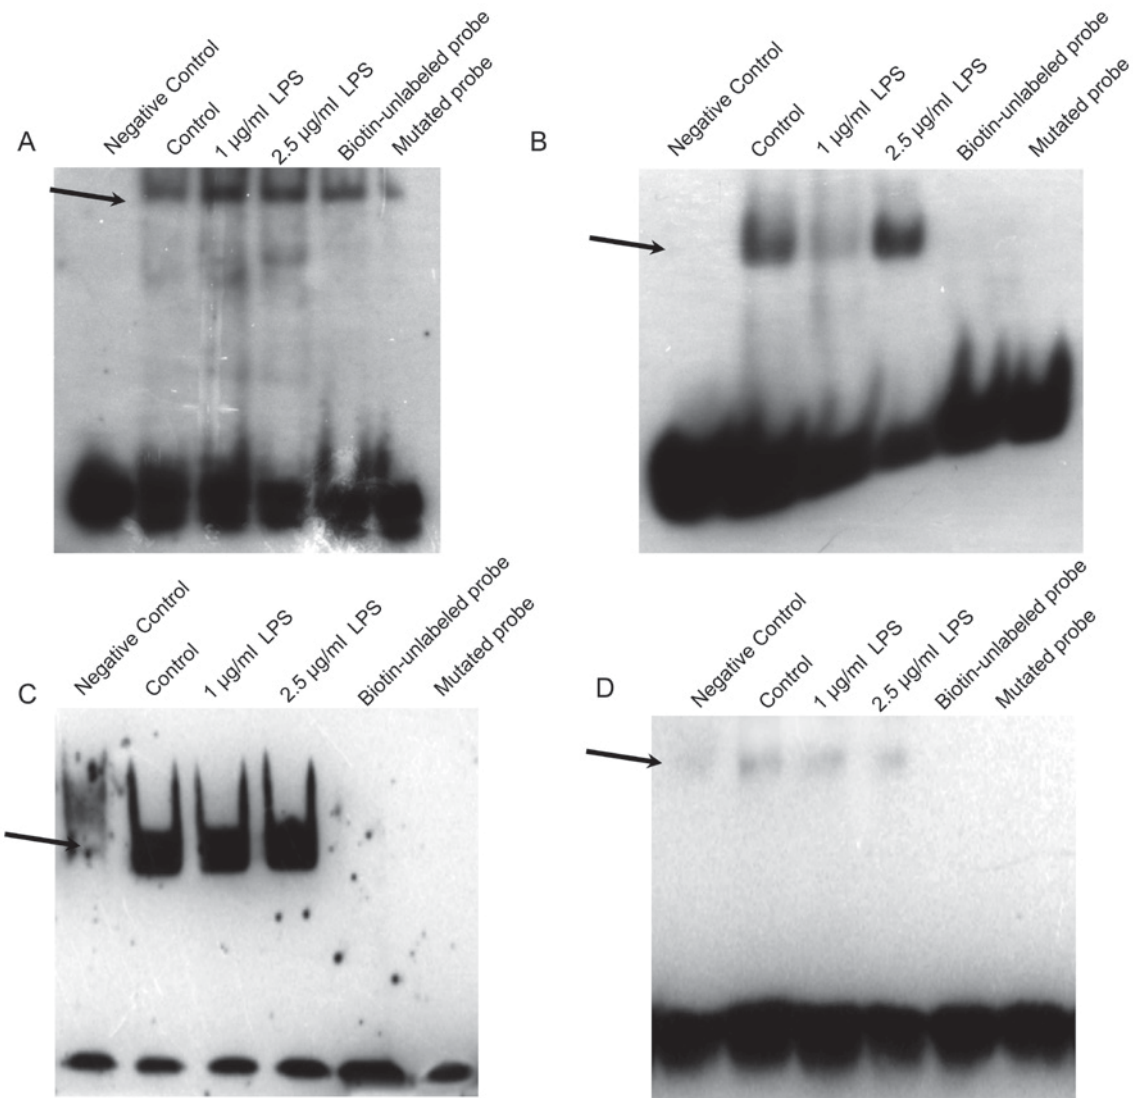 A
Negative Control
Control
1 µg/ml LPS
2.5 µg/ml LPS
Biotin-unlabeled probe
Mutated probe
B
Negative Control
Control
1 µg/ml LPS
2.5 µg/ml LPS
Biotin-unlabeled probe
Mutated probe
C
Negative Control
Control
1 µg/ml LPS
2.5 µg/ml LPS
Biotin-unlabeled probe
Mutated probe
D
Negative Control
Control
1 µg/ml LPS
2.5 µg/ml LPS
Biotin-unlabeled probe
Mutated probe